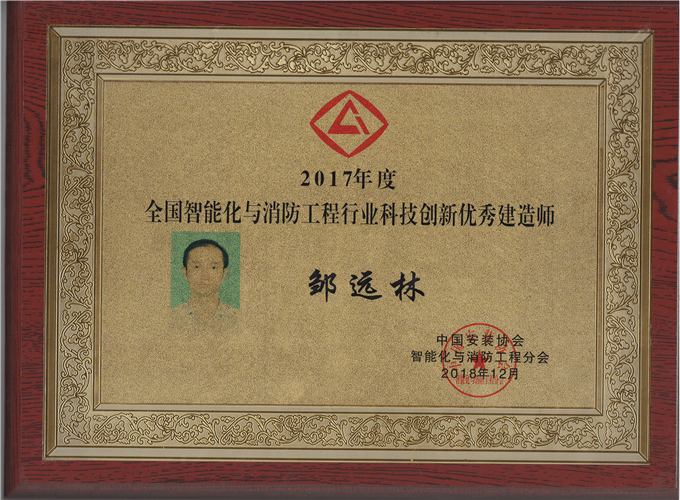 2017年度
全国智能化与消防工程行业科技创新优秀建造师
邹远林
中国安装协会
智能化与消防工程分会
2018年12月